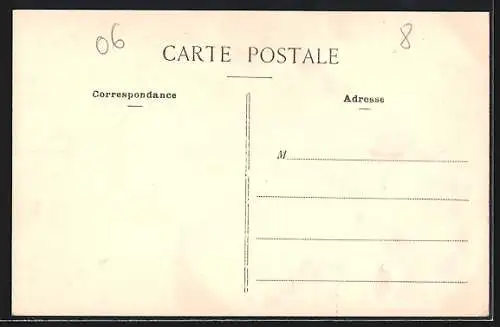 06
8
CARTE POSTALE
Correspondance
Adresse
M